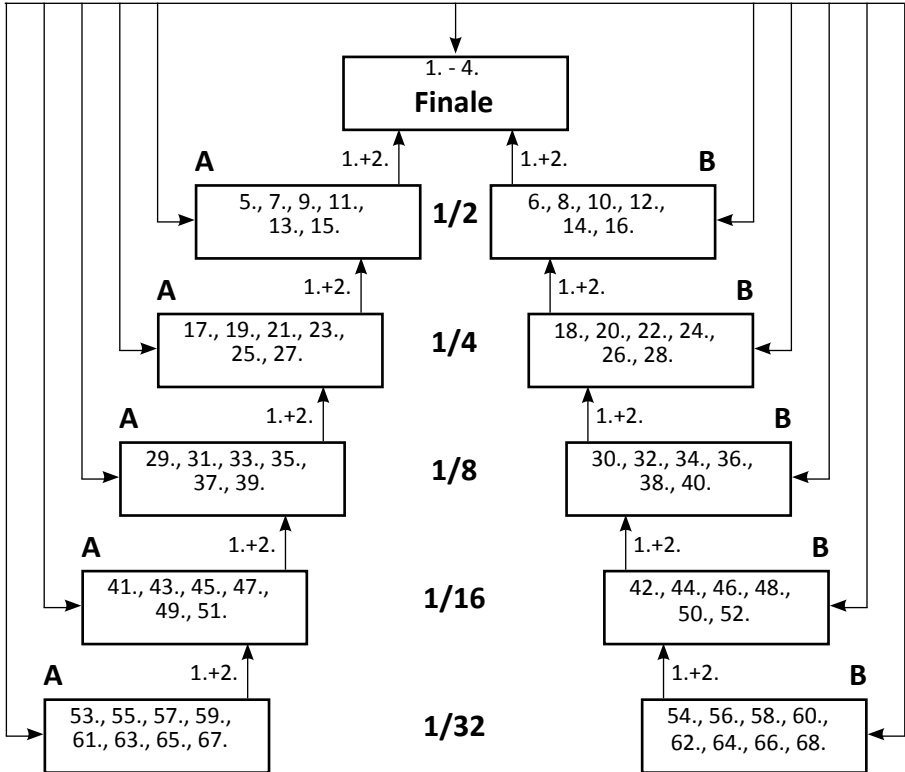 1. - 4.
Finale
A
1.+2.
1.+2.
B
5., 7., 9., 11.,
13., 15.
1/2
6., 8., 10., 12.,
14., 16.
A
1.+2.
1.+2.
B
17., 19., 21., 23.,
25., 27.
1/4
18., 20., 22., 24.,
26., 28.
A
1.+2.
1.+2.
B
29., 31., 33., 35.,
37., 39.
1/8
30., 32., 34., 36.,
38., 40.
A
1.+2.
1.+2.
B
41., 43., 45., 47.,
49., 51.
1/16
42., 44., 46., 48.,
50., 52.
A
1.+2.
1.+2.
B
53., 55., 57., 59.,
61., 63., 65., 67.
1/32
54., 56., 58., 60.,
62., 64., 66., 68.